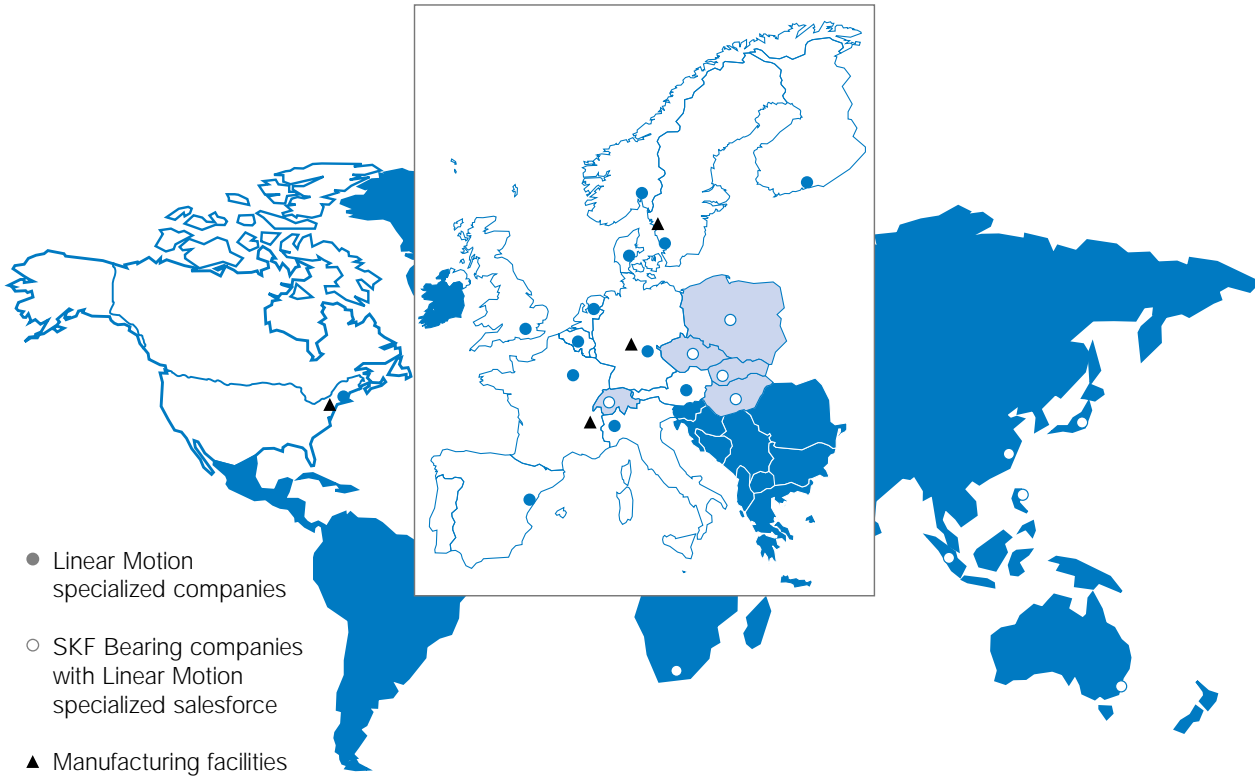 Linear Motion
specialized companies
SKF Bearing companies
with Linear Motion
specialized salesforce
Manufacturing facilities